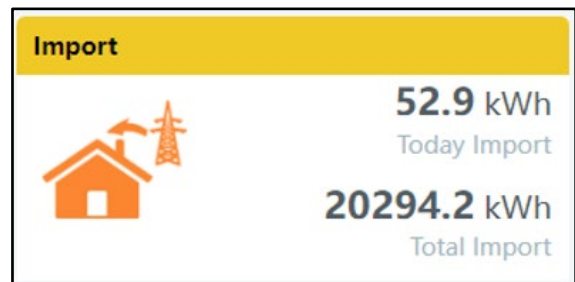 Import
52.9 kWh
Today Import
20294.2 kWh
Total Import